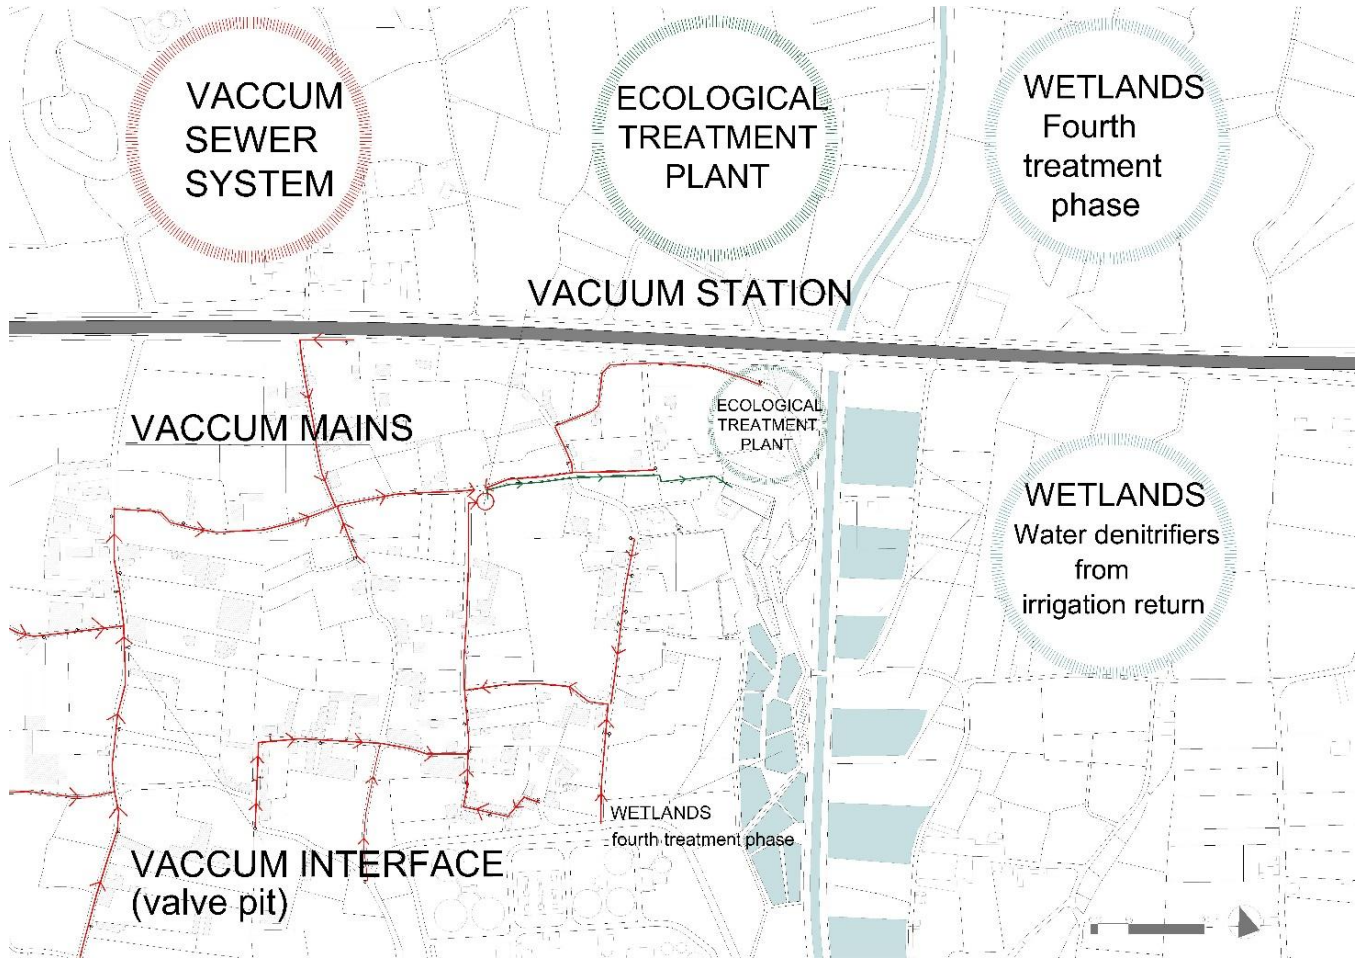 VACCUM
SEWER
SYSTEM
ECOLOGICAL
TREATMENT
PLANT
WETLANDS
Fourth
treatment
phase
VACUUM STATION
VACCUM MAINS
ECOLOGICAL
TREATMENT
PLANT
WETLANDS
Water denitrifiers
from
irrigation return
WETLANDS
fourth treatment phase
VACCUM INTERFACE
(valve pit)